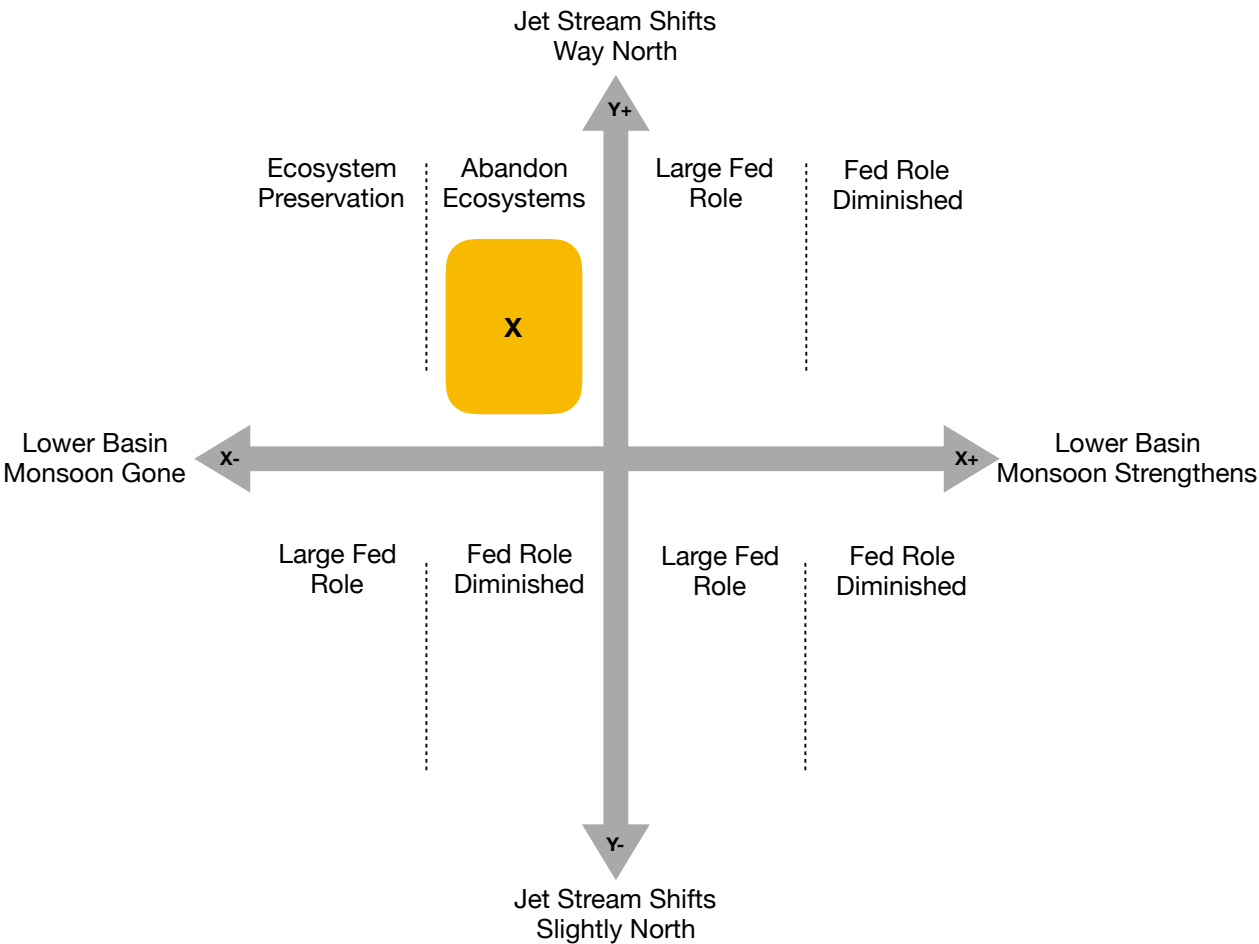 Jet Stream Shifts
Way North
Y+
Ecosystem
Preservation
Abandon
Ecosystems
Large Fed
Role
Fed Role
Diminished
X
Lower Basin
Monsoon Gone
X-
X+
Lower Basin
Monsoon Strengthens
Large Fed
Role
Fed Role
Diminished
Large Fed
Role
Fed Role
Diminished
Y-
Jet Stream Shifts
Slightly North